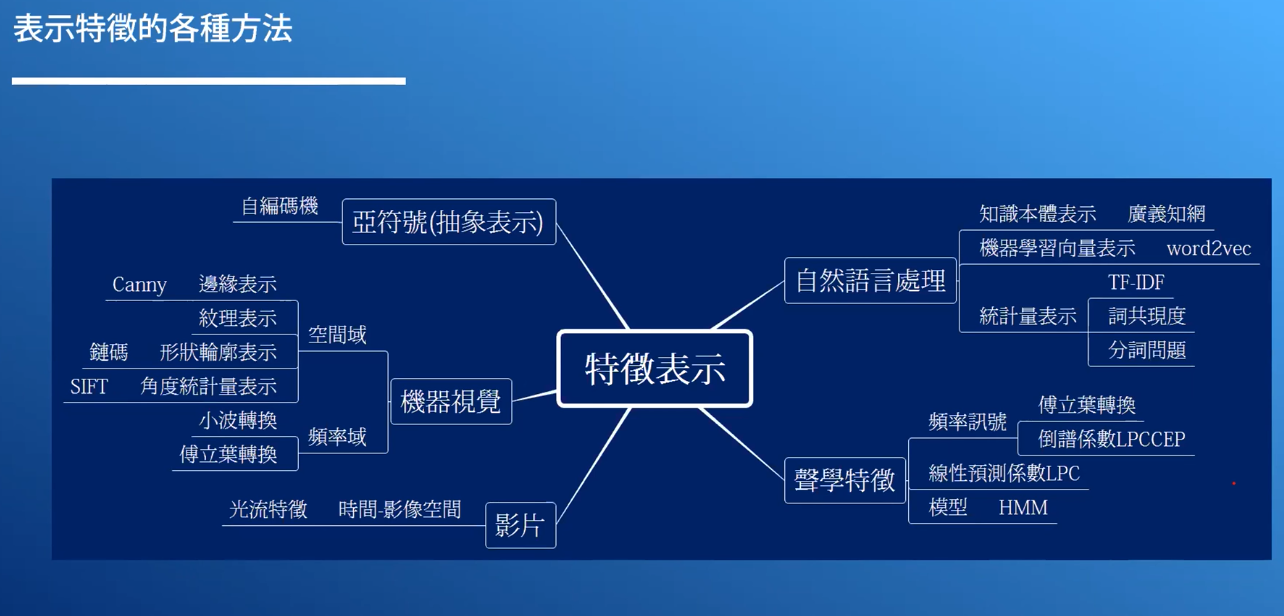 表示特徵的各種方法
自編碼機
亞符號(抽象表示)
Canny 邊緣表示
紋理表示
鏈碼 形狀輪廓表示
SIFT 角度統計量表示
空間域
小波轉換
傅立葉轉換
頻率域
機器視覺
光流特徵 時間-影像空間
影片
特徵表示
自然語言處理
知識本體表示 廣義知網
機器學習向量表示 word2vec
統計量表示
TF-IDF
詞共現度
分詞問題
聲學特徵
頻率訊號
傅立葉轉換
倒譜係數LPCCEP
線性預測係數LPC
模型 HMM